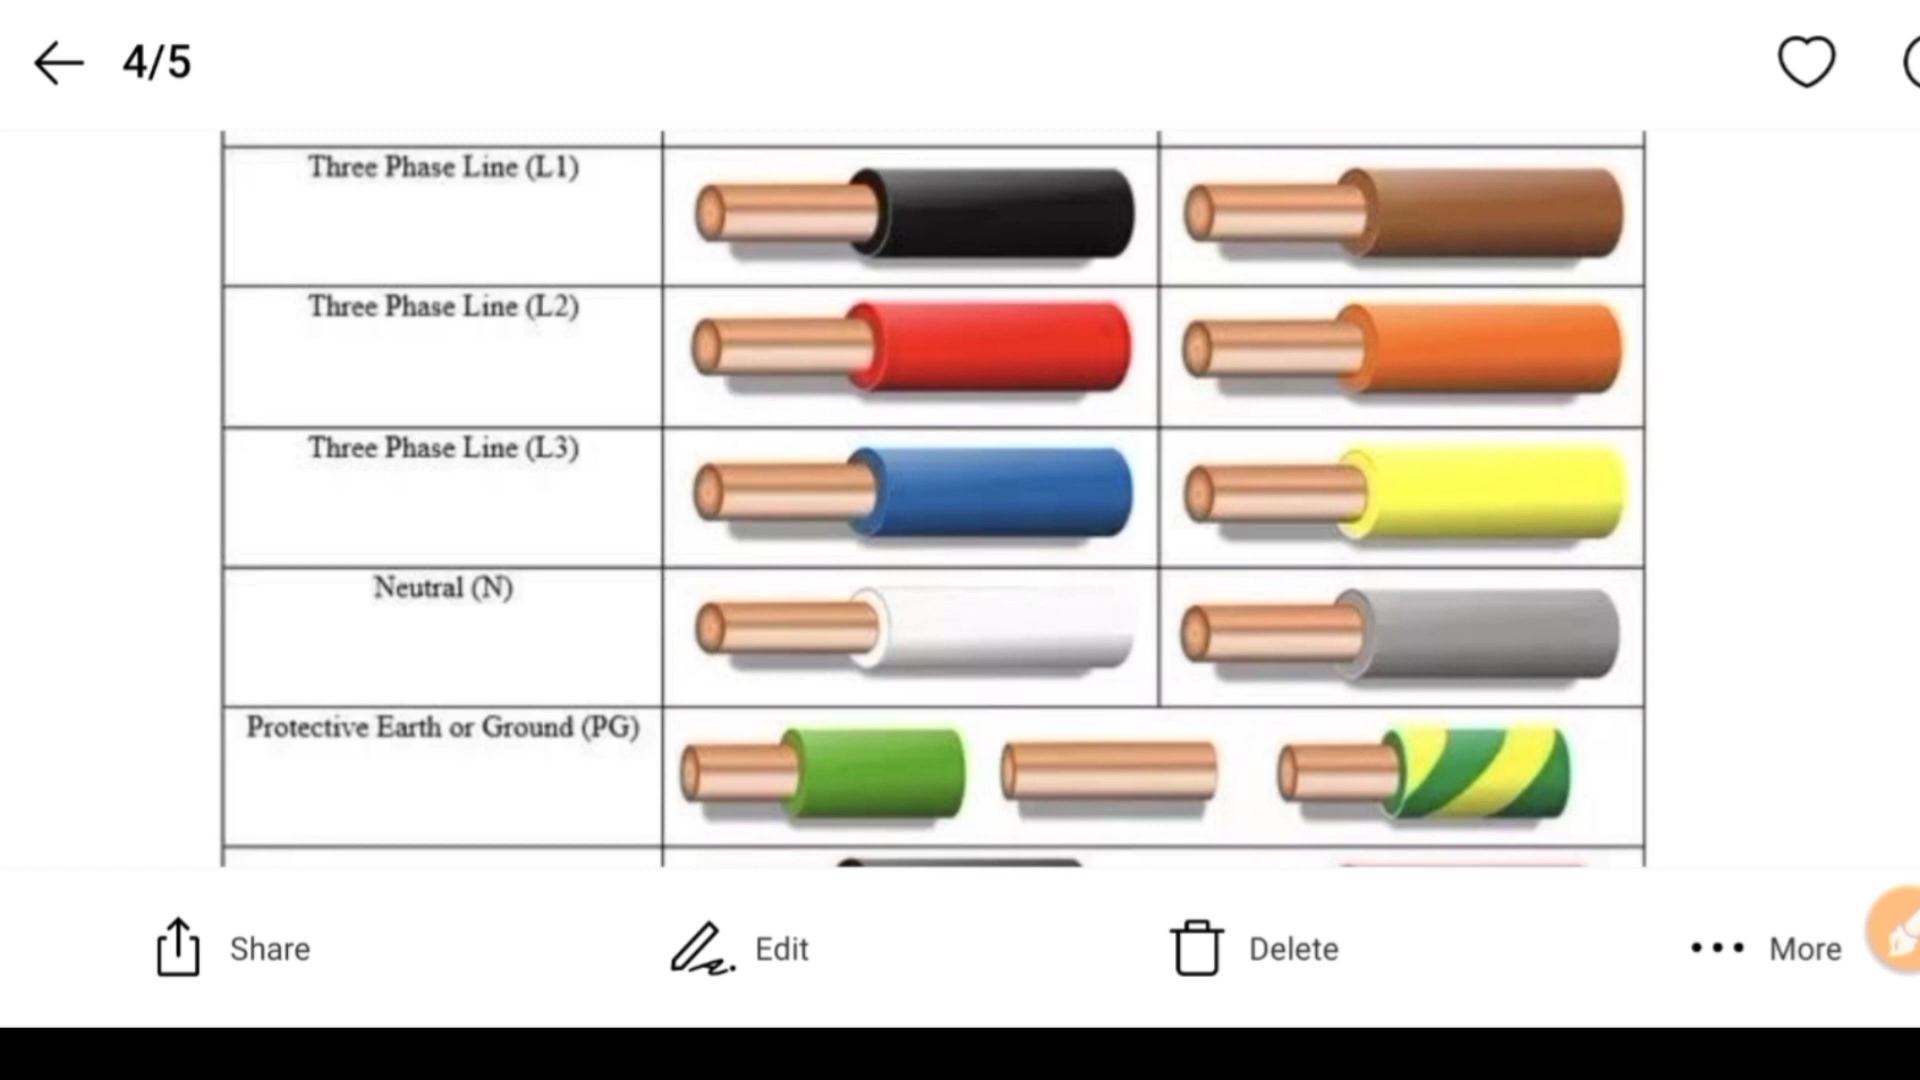 4/5
Three Phase Line (L1)
Three Phase Line (L2)
Three Phase Line (L3)
Neutral (N)
Protective Earth or Ground (PG)
Share
Edit
Delete
More